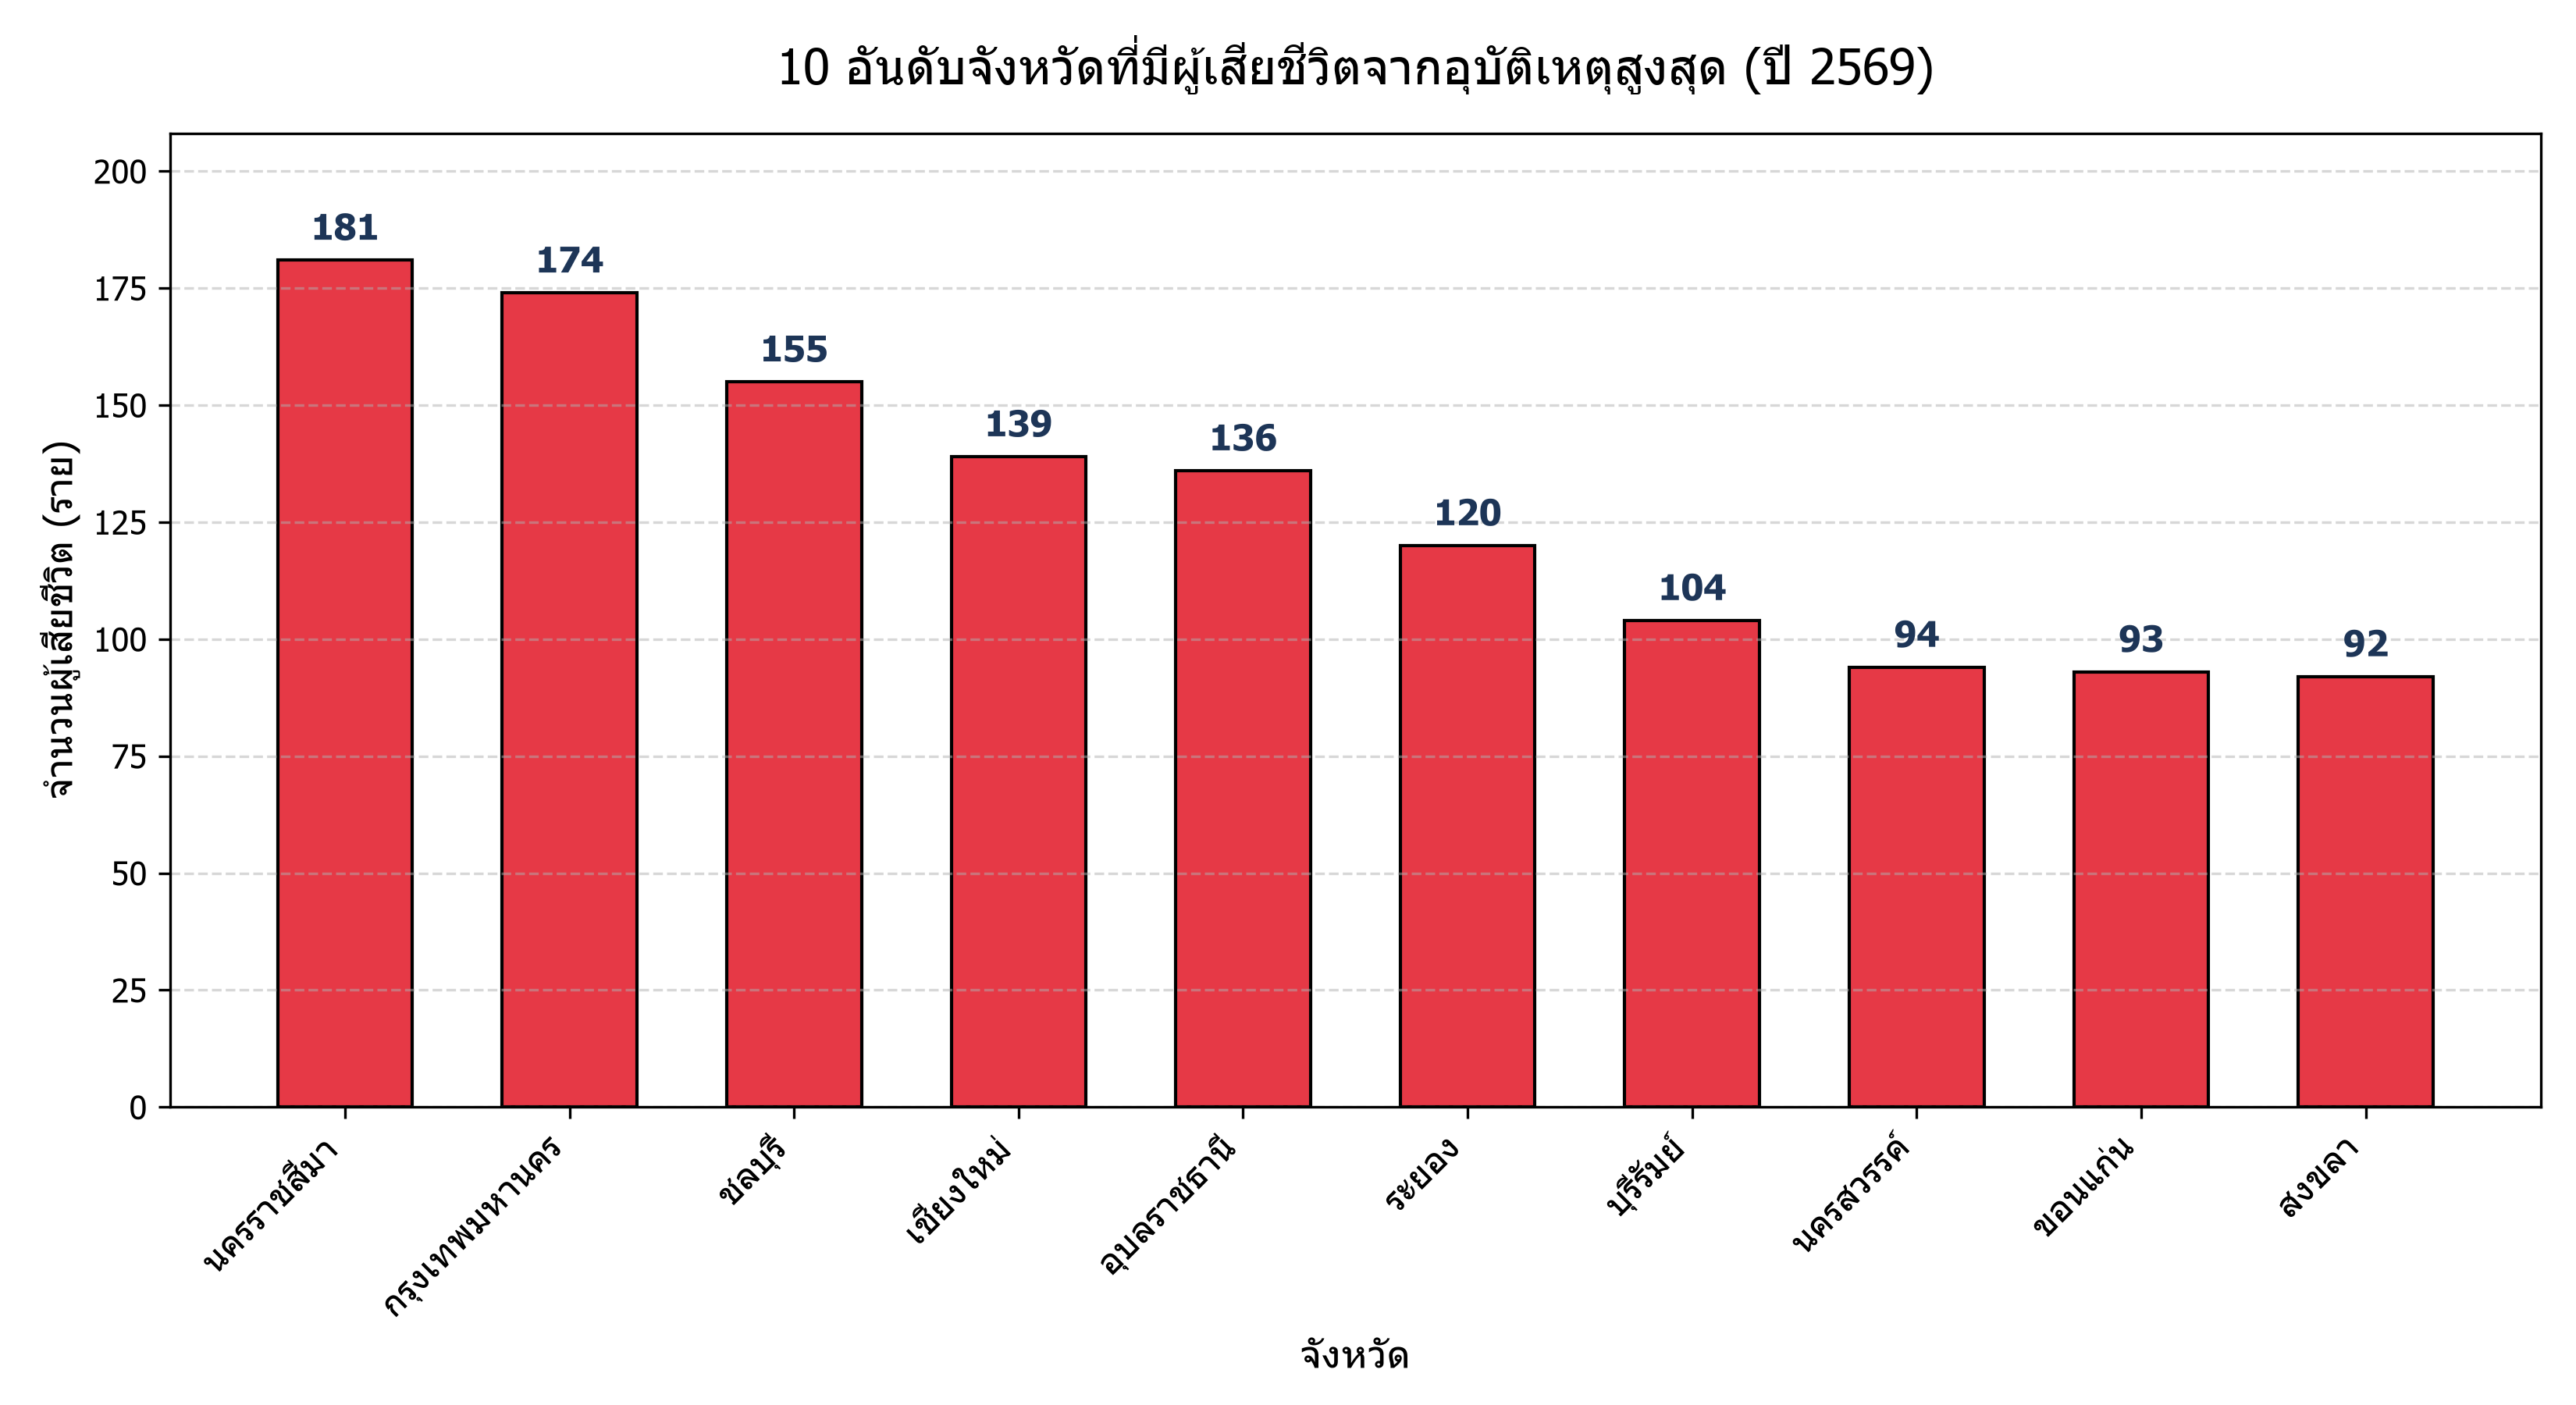 10 อันดับจังหวัดที่มีผู้เสียชีวิตจากอุบัติเหตุสูงสุด (ปี 2569)
จำนวนผู้เสียชีวิต (ราย)
200
175
150
125
100
75
50
25
0
181
174
155
139
136
120
104
94
93
92
นครราชสีมา
กรุงเทพมหานคร
ชลบุรี
เชียงใหม่
อุบลราชธานี
ระยอง
บุรีรัมย์
นครสวรรค์
ขอนแก่น
สงขลา
จังหวัด